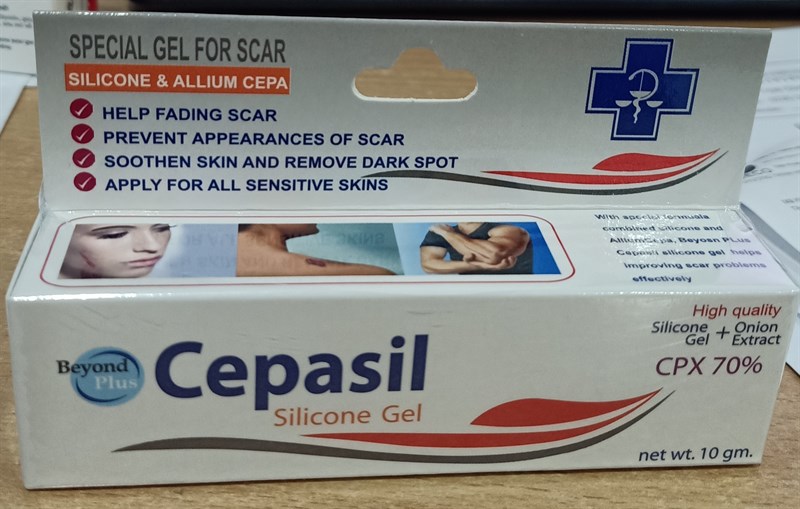 SPECIAL GEL FOR SCAR
SILICONE & ALLIUM CEPA
HELP FADING SCAR
PREVENT APPEARANCES OF SCAR
SOOTHEN SKIN AND REMOVE DARK SPOT
APPLY FOR ALL SENSITIVE SKINS
With special formuala
combined silicone and
Allium Cepa, Beyosn PLus
Cepasil silicone gel helps
improving scar problems
effectively
High quality
Silicone Gel + Onion Extract
CPX 70%
Beyond Plus
Cepasil
Silicone Gel
net wt. 10 gm.